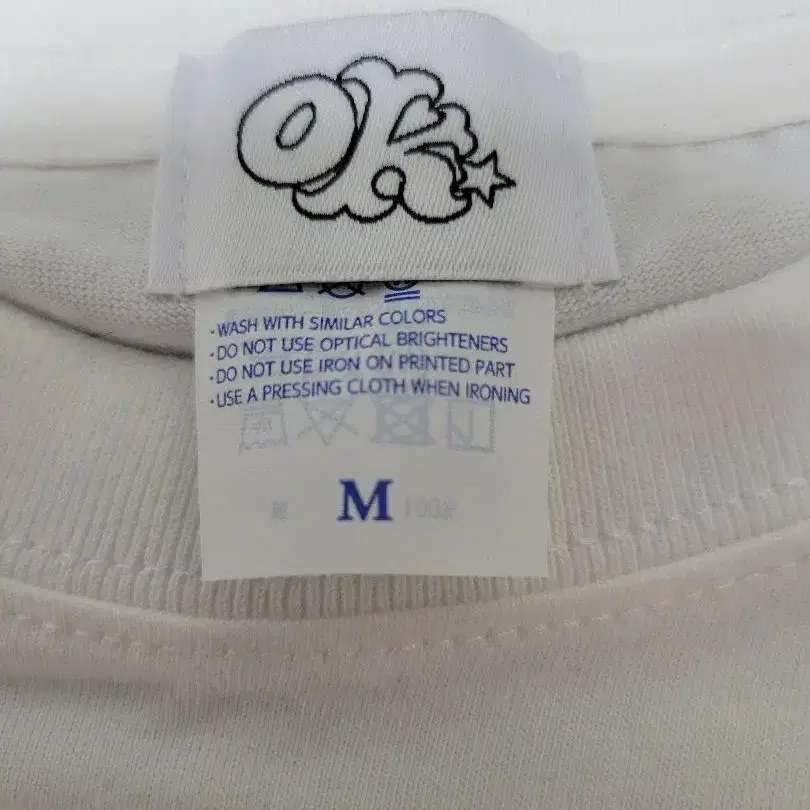 OK
·WASH WITH SIMILAR COLORS
·DO NOT USE OPTICAL BRIGHTENERS
·DO NOT USE IRON ON PRINTED PART
·USE A PRESSING CLOTH WHEN IRONING
M